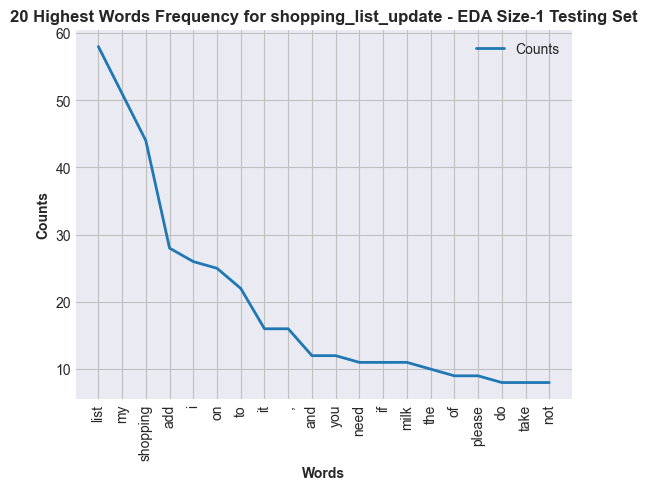 20 Highest Words Frequency for shopping_list_update - EDA Size-1 Testing Set
Counts
60
50
40
30
20
10
Counts
list
my
shopping
add
i
on
to
it
,
and
you
need
if
milk
the
of
please
do
take
not
Words